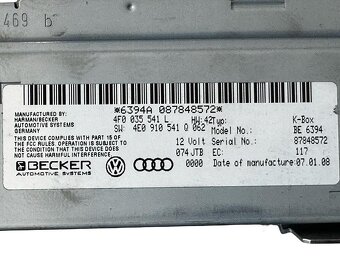 469 b
*6394A 087848572*
MANUFACTURED BY:
HARMAN/BECKER
AUTOMOTIVE SYSTEMS
GERMANY
4F0 035 541 L HW:42 Typ: K-Box
SW: 4E0 910 541 Q 062 Model No.: BE 6394
THIS DEVICE COMPLIES WITH PART 15 OF
THE FCC RULES. OPERATION IS SUBJECT
TO THE CONDITION THAT THIS DEVICE
DOES NOT CAUSE HARMFUL INTERFERENCE
12 Volt Serial No.: 87848572
074 JTB EC: 117
0000 Date of manufacture: 07.01.08
BECKER
AUTOMOTIVE SYSTEMS